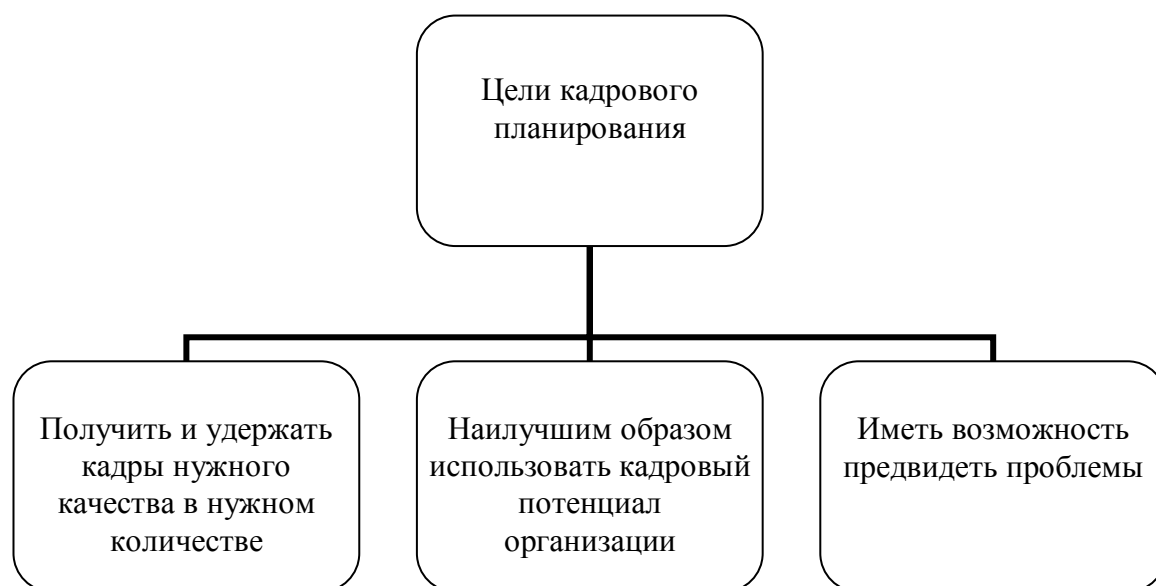 Цели кадрового
планирования
Получить и удержать
кадры нужного
качества в нужном
количестве
Наилучшим образом
использовать кадровый
потенциал
организации
Иметь возможность
предвидеть проблемы